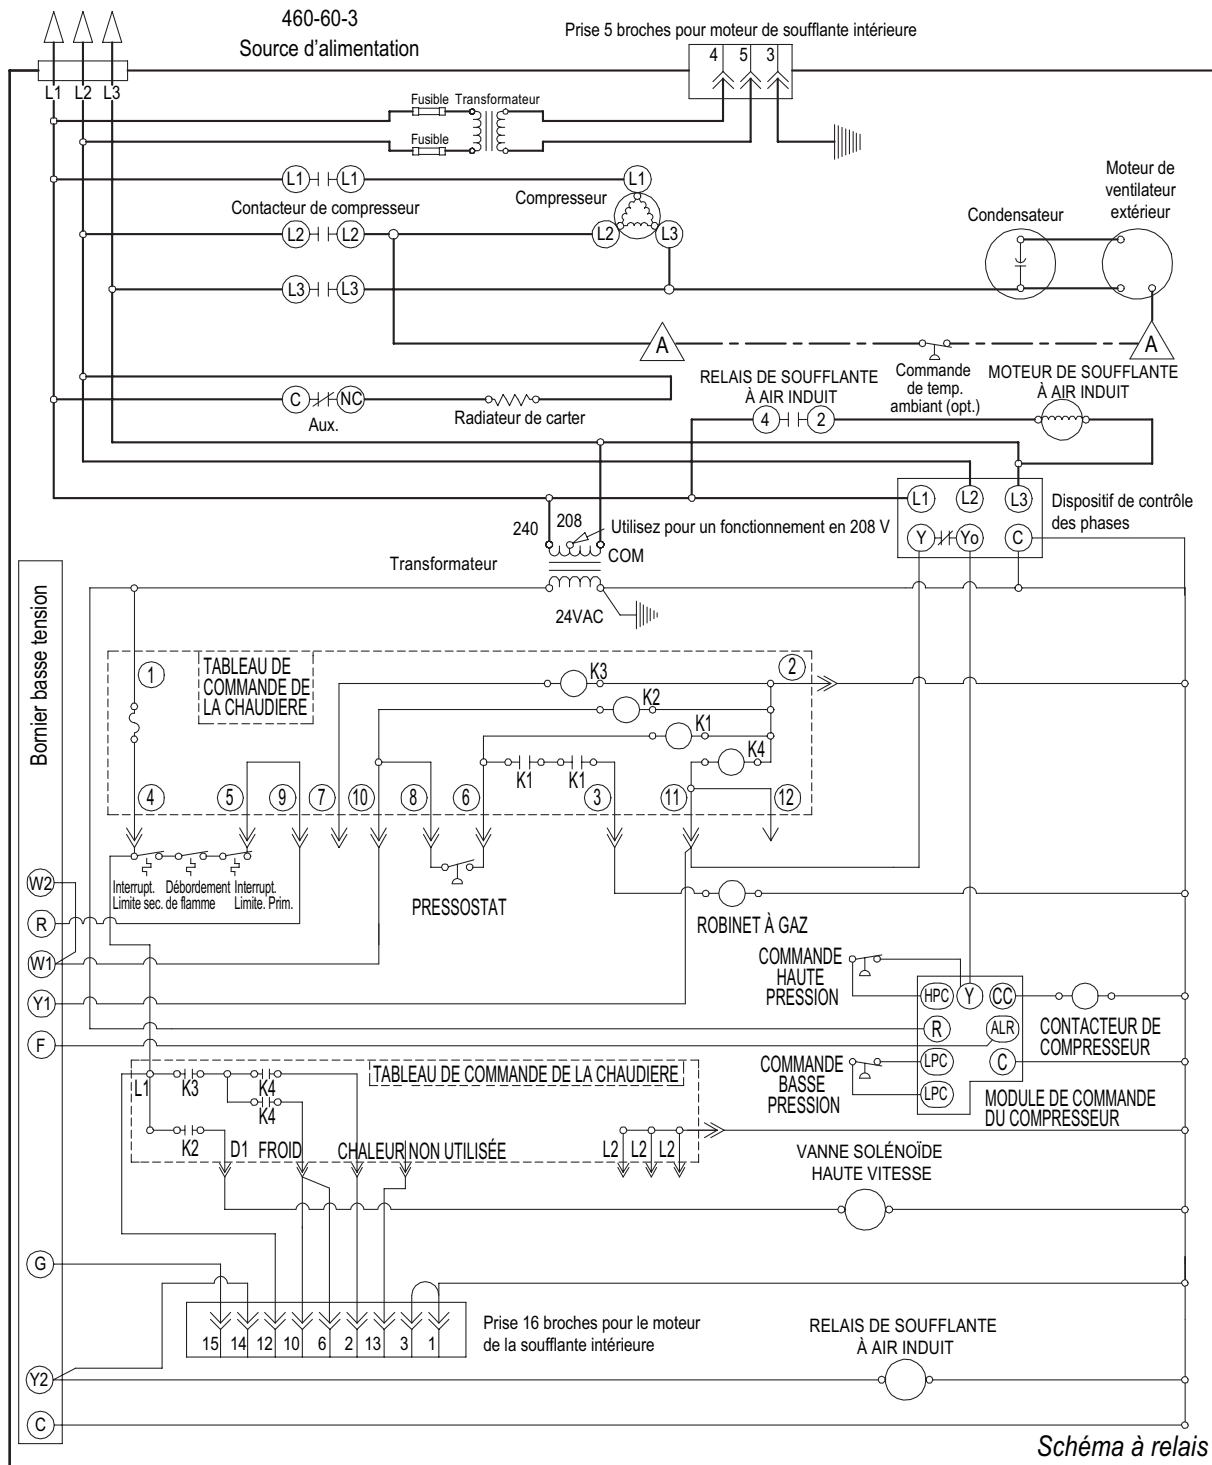 460-60-3
Source d'alimentation
Prise 5 broches pour moteur de soufflante intérieure
4 5 3
L1 L2 L3
Fusible Transformateur
Fusible
L1 L1
L1
Compresseur
Moteur de
ventilateur
extérieur
Contacteur de compresseur
Condensateur
L2 L2
L2 L3
L3 L3
A
A
Commande
de temp.
ambiant (opt.)
RELAIS DE SOUFFLANTE
À AIR INDUIT
MOTEUR DE SOUFFLANTE
À AIR INDUIT
C NC
Aux.
Radiateur de carter
4 2
L1 L2 L3
Dispositif de contrôle
des phases
240 208
Utilisez pour un fonctionnement en 208 V
Y Yo C
COM
Transformateur
24VAC
Bornier basse tension
1
TABLEAU DE
COMMANDE DE
LA CHAUDIERE
K3
2
K2
K1
K4
K1 K1
4 5 9 7 10 8 6 3 11 12
Interrupt.
Limite sec.
Débordement
de flamme
Interrupt.
Limite. Prim.
PRESSOSTAT
ROBINET À GAZ
W2
R
W1
Y1
F
COMMANDE
HAUTE
PRESSION
HPC Y CC
R ALR
CONTACTEUR DE
COMPRESSEUR
COMMANDE
BASSE
PRESSION
LPC C
LPC
MODULE DE COMMANDE
DU COMPRESSEUR
TABLEAU DE COMMANDE DE LA CHAUDIERE
L1 K3 K4
K4
K2 D1 FROID CHALEUR NON UTILISÉE
L2 L2 L2
VANNE SOLÉNOÏDE
HAUTE VITESSE
G
15 14 12 10 6 2 13 3 1
Prise 16 broches pour le moteur
de la soufflante intérieure
RELAIS DE SOUFFLANTE
À AIR INDUIT
Y2
C
Schéma à relais